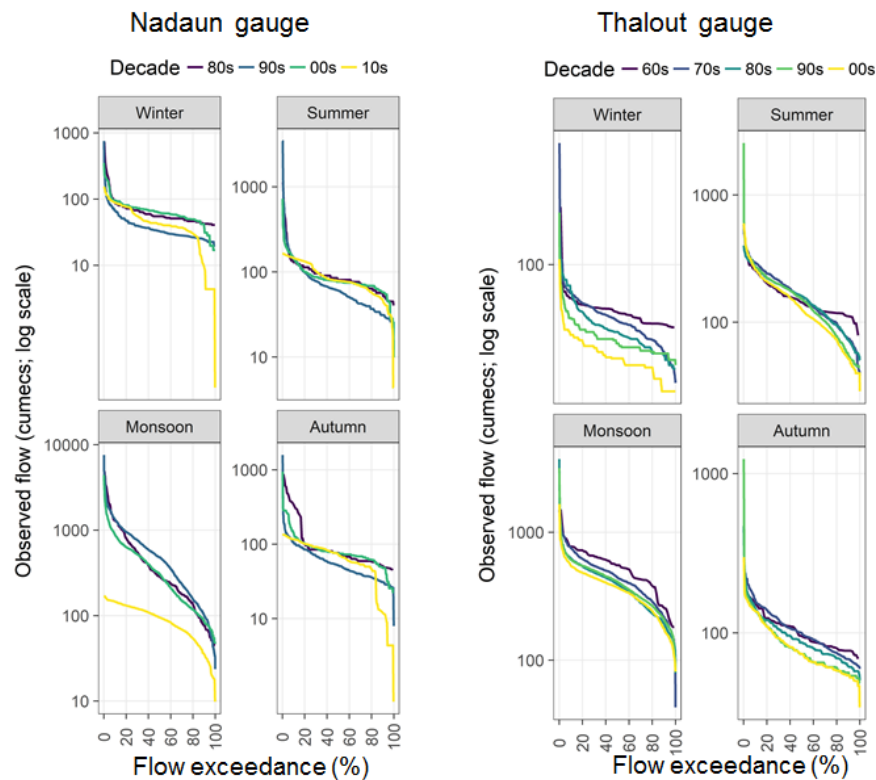 Nadaun gauge
Decade 80s 90s 00s 10s
Winter
Summer
1000
100
10
1000
100
10
Monsoon
Autumn
10000
1000
100
10
1000
100
10
0 20 40 60 80 100
0 20 40 60 80 100
Observed flow (cumecs; log scale)
Flow exceedance (%)
Thalout gauge
Decade 60s 70s 80s 90s 00s
Winter
Summer
100
1000
100
Monsoon
Autumn
1000
100
1000
100
0 20 40 60 80 100
0 20 40 60 80 100
Observed flow (cumecs; log scale)
Flow exceedance (%)